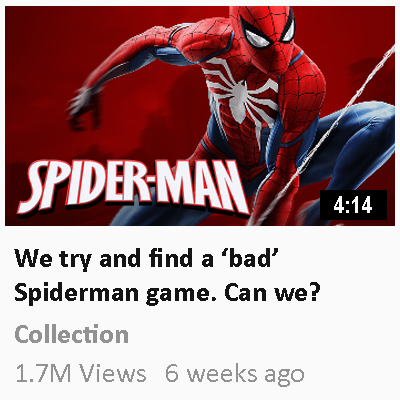 SPIDER-MAN
4:14
We try and find a ‘bad’
Spiderman game. Can we?
Collection
1.7M Views 6 weeks ago